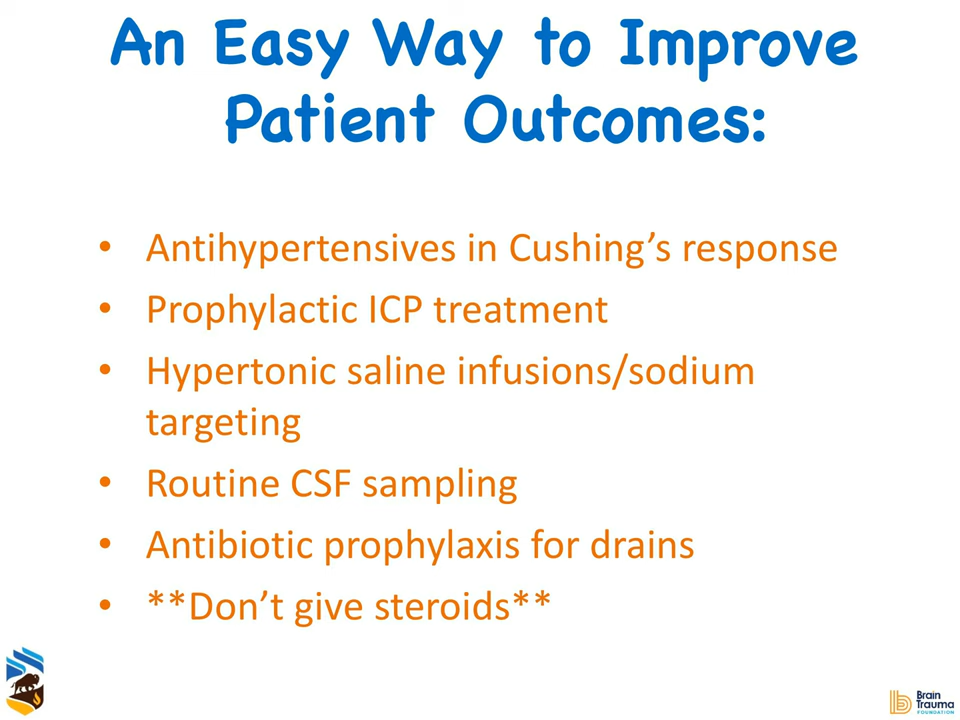 An Easy Way to Improve
Patient Outcomes:
• Antihypertensives in Cushing’s response
• Prophylactic ICP treatment
• Hypertonic saline infusions/sodium
targeting
• Routine CSF sampling
• Antibiotic prophylaxis for drains
• **Don’t give steroids**
Brain
Trauma
FOUNDATION